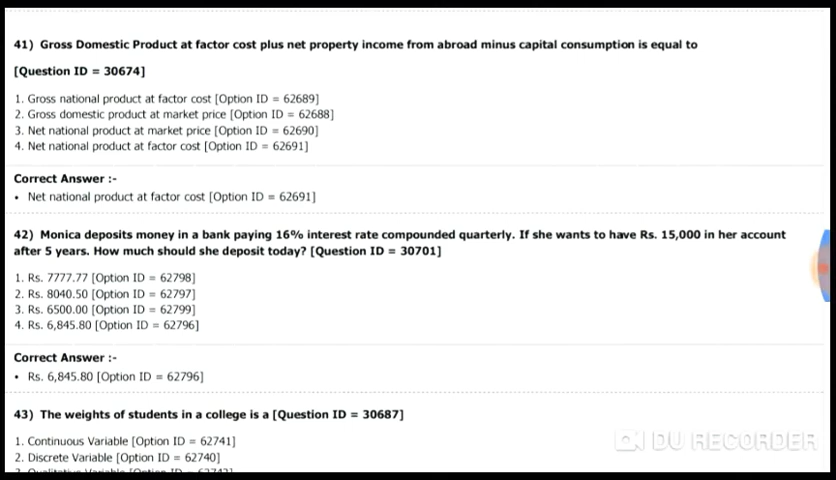 41) Gross Domestic Product at factor cost plus net property income from abroad minus capital consumption is equal to
[Question ID = 30674]
1. Gross national product at factor cost [Option ID = 62689]
2. Gross domestic product at market price [Option ID = 62688]
3. Net national product at market price [Option ID = 62690]
4. Net national product at factor cost [Option ID = 62691]
Correct Answer :-
• Net national product at factor cost [Option ID = 62691]
42) Monica deposits money in a bank paying 16% interest rate compounded quarterly. If she wants to have Rs. 15,000 in her account
after 5 years. How much should she deposit today? [Question ID = 30701]
1. Rs. 7777.77 [Option ID = 62798]
2. Rs. 8040.50 [Option ID = 62797]
3. Rs. 6500.00 [Option ID = 62799]
4. Rs. 6,845.80 [Option ID = 62796]
Correct Answer :-
• Rs. 6,845.80 [Option ID = 62796]
43) The weights of students in a college is a [Question ID = 30687]
1. Continuous Variable [Option ID = 62741]
2. Discrete Variable [Option ID = 62740]
DU RECORDER